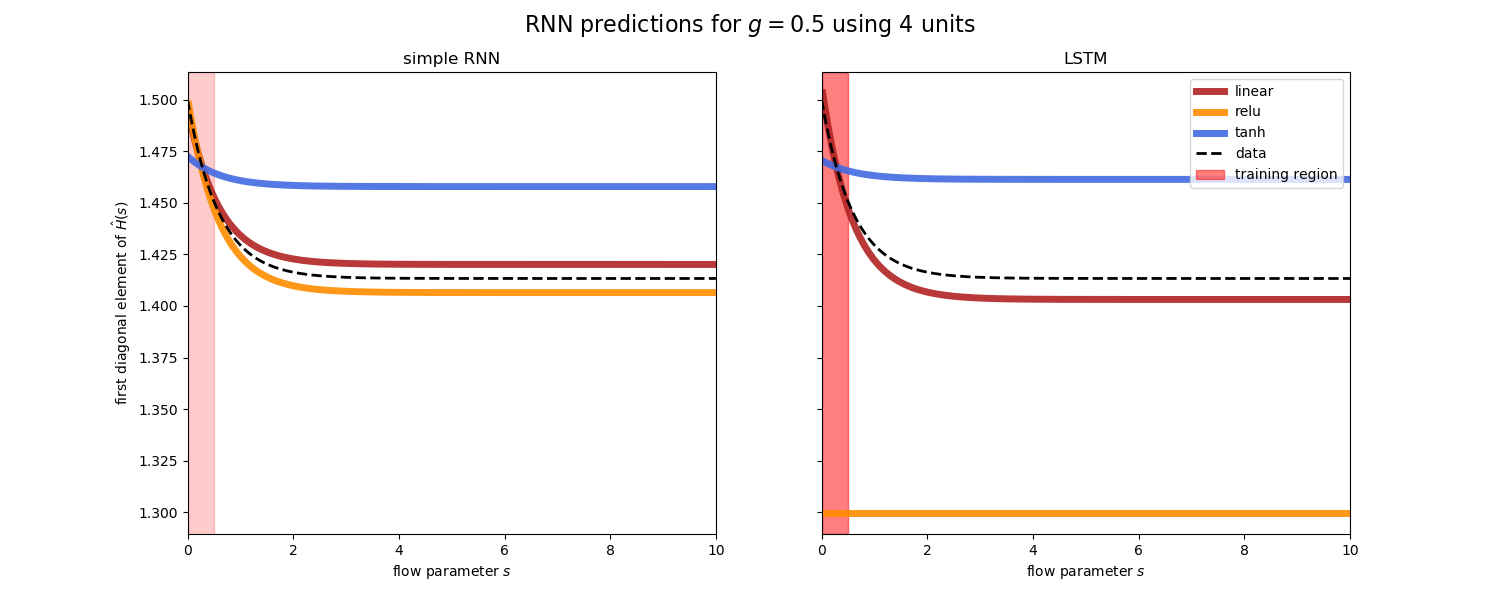 RNN predictions for g = 0.5 using 4 units
simple RNN
LSTM
first diagonal element of Ĥ(s)
1.500
1.475
1.450
1.425
1.400
1.375
1.350
1.325
1.300
0 2 4 6 8 10
flow parameter s
linear
relu
tanh
data
training region
0 2 4 6 8 10
flow parameter s